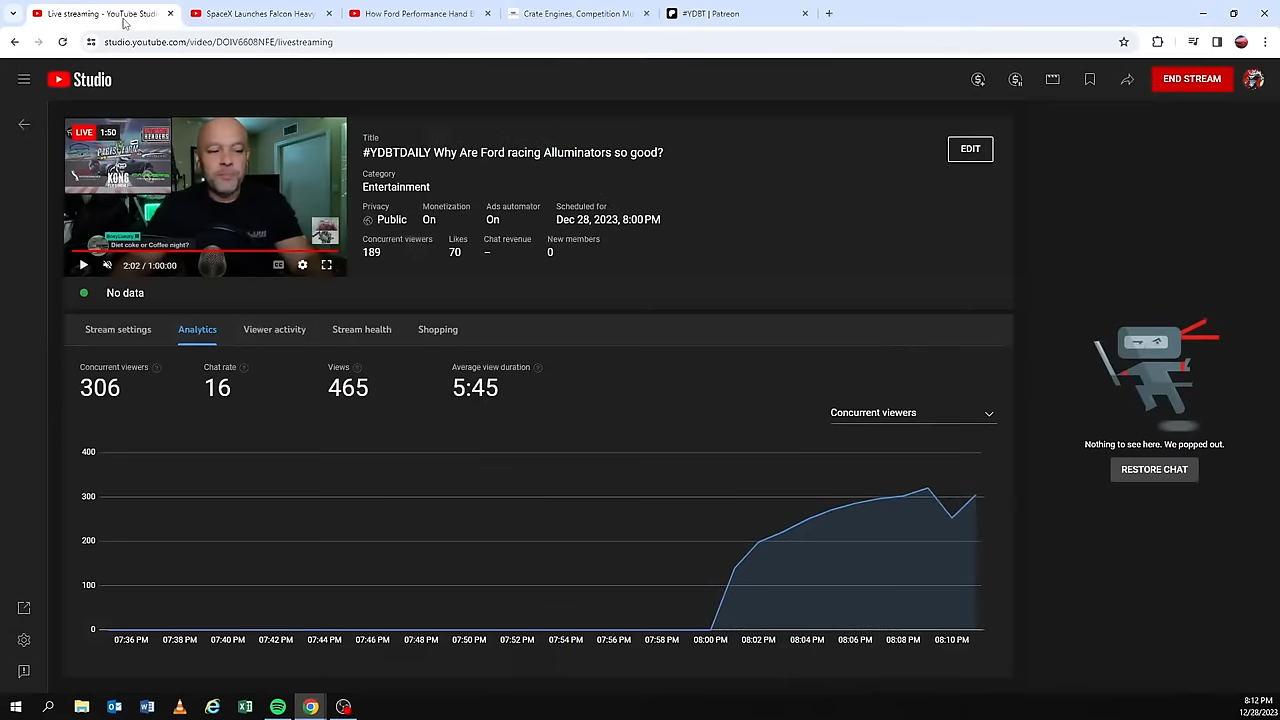 Live streaming - YouTube Studi
SpaceX Launches Falcon Heavy
How Ford Performance Hand B
Crate Engines, Competition Mu
#YDBT | Patreon
studio.youtube.com/video/DOIV6608NFE/livestreaming
Studio
END STREAM
LIVE 1:50
KONG
Diet coke or Coffee night?
2:02 / 1:00:00
Title
#YDBTDAILY Why Are Ford racing Alluminators so good?
EDIT
Category
Entertainment
Privacy Monetization Ads automator Scheduled for
Public On On Dec 28, 2023, 8:00 PM
Concurrent viewers Likes Chat revenue New members
189 70 – 0
No data
Stream settings Analytics Viewer activity Stream health Shopping
Concurrent viewers Chat rate Views Average view duration
306 16 465 5:45
Concurrent viewers
400
300
200
100
0
07:36 PM 07:38 PM 07:40 PM 07:42 PM 07:44 PM 07:46 PM 07:48 PM 07:50 PM 07:52 PM 07:54 PM 07:56 PM 07:58 PM 08:00 PM 08:02 PM 08:04 PM 08:06 PM 08:08 PM 08:10 PM
Nothing to see here. We popped out.
RESTORE CHAT
8:12 PM
12/28/2023